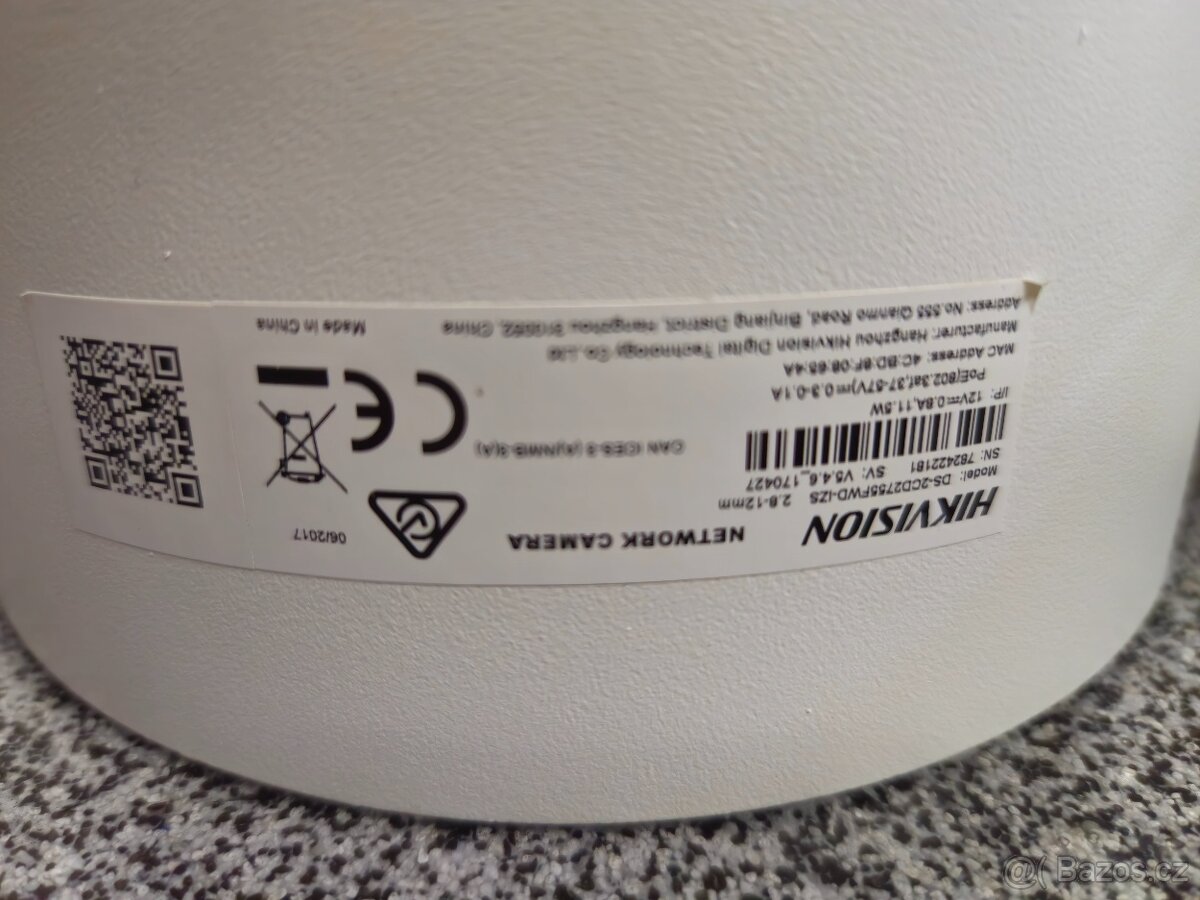 HIKVISION
NETWORK CAMERA
06/2017
Model: DS-2CD2755FWD-IZS 2.8-12mm
SN: 782422181 SV: V5.4.6_170427
I/P: 12V⎓0.8A,11.5W
PoE(802.3af,37-57V)⎓0.3-0.1A
CAN ICES-3 (A)/NMB-3(A)
MAC Address: 4C:BD:8F:08:65:4A
Manufacturer: Hangzhou Hikvision Digital Technology Co.,Ltd
Address: No.555 Qianmo Road, Binjiang District, Hangzhou 310052, China
Made in China
CE
@( Bazos.cz